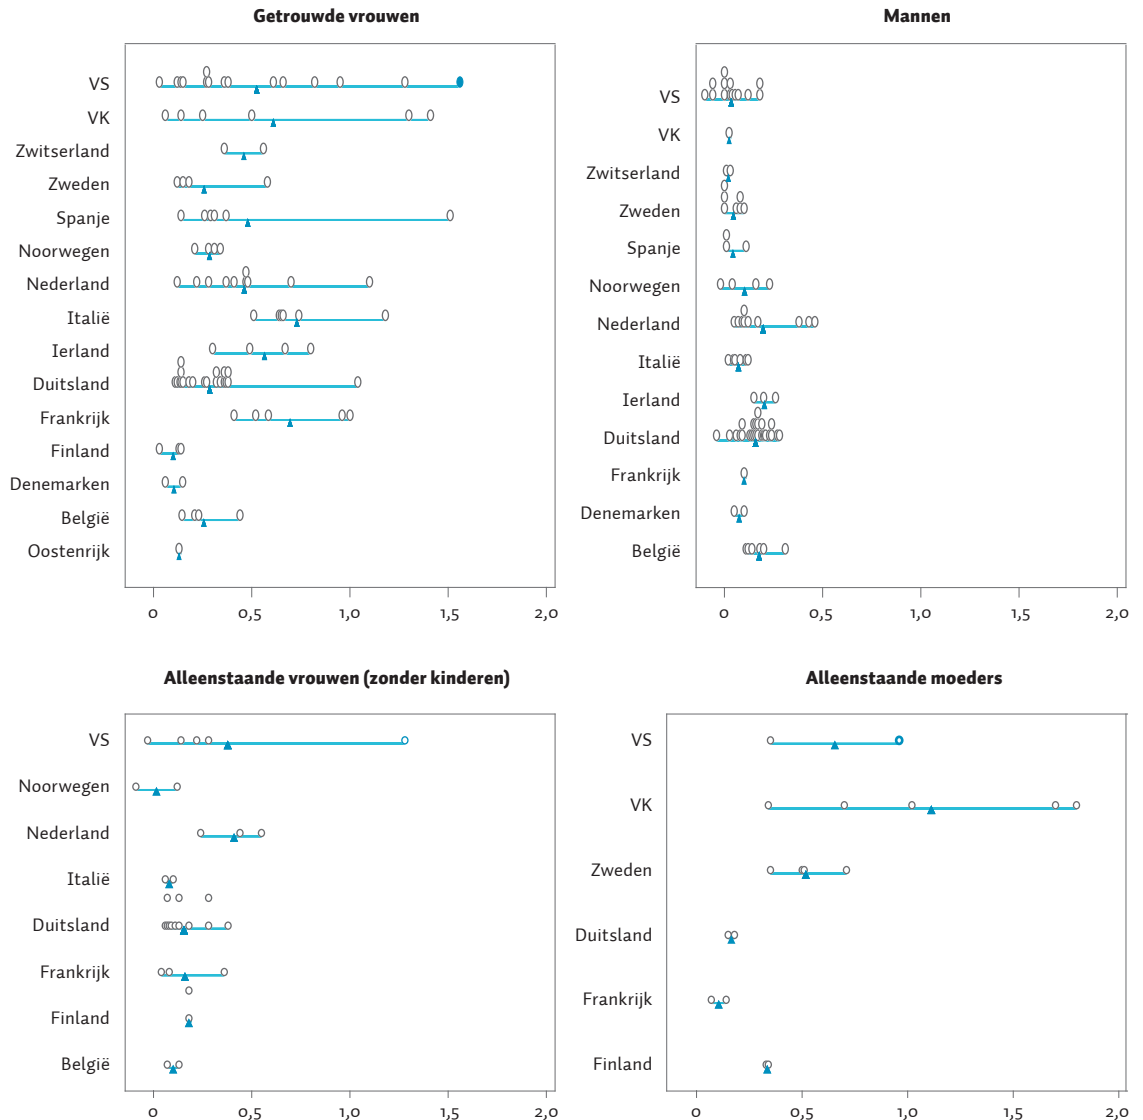 Getrouwde vrouwen
VS
VK
Zwitserland
Zweden
Spanje
Noorwegen
Nederland
Italië
Ierland
Duitsland
Frankrijk
Finland
Denemarken
België
Oostenrijk
0 0,5 1,0 1,5 2,0
Mannen
VS
VK
Zwitserland
Zweden
Spanje
Noorwegen
Nederland
Italië
Ierland
Duitsland
Frankrijk
Denemarken
België
0 0,5 1,0 1,5 2,0
Alleenstaande vrouwen (zonder kinderen)
VS
Noorwegen
Nederland
Italië
Duitsland
Frankrijk
Finland
België
0 0,5 1,0 1,5 2,0
Alleenstaande moeders
VS
VK
Zweden
Duitsland
Frankrijk
Finland
0 0,5 1,0 1,5 2,0